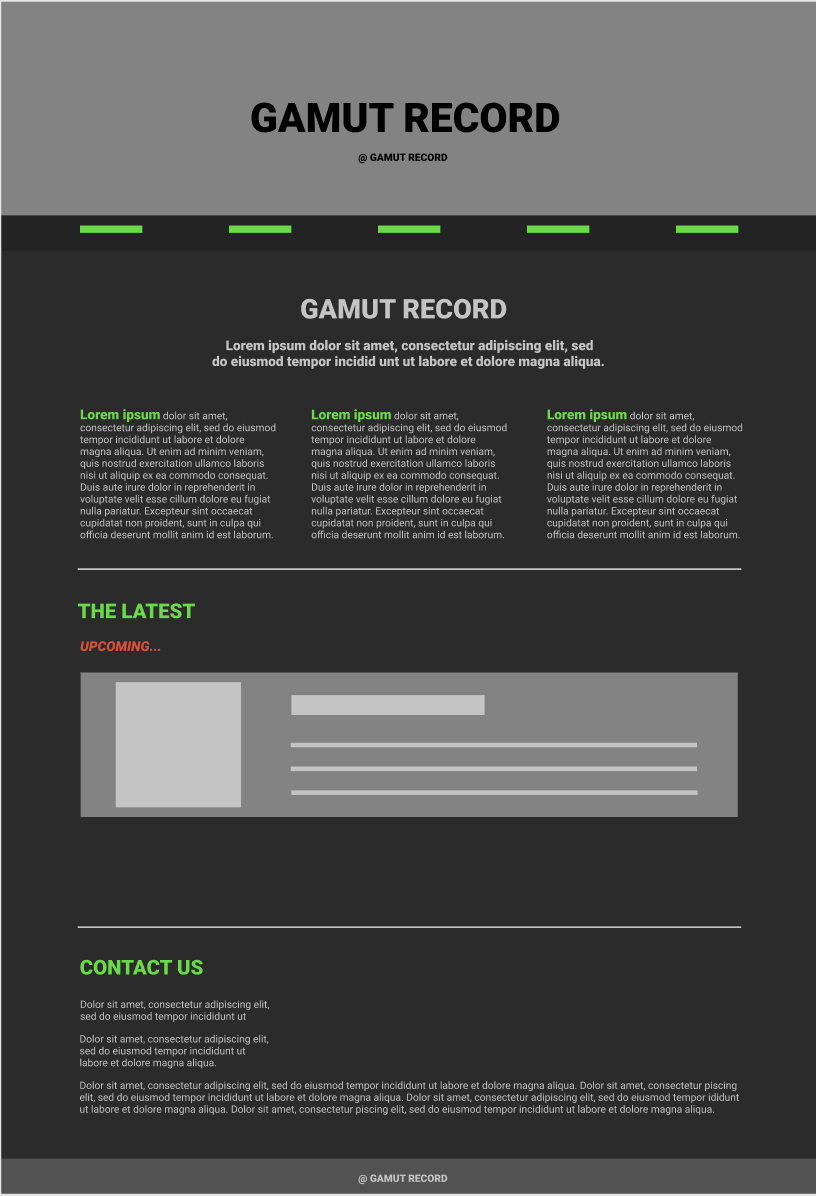 GAMUT RECORD
@ GAMUT RECORD
GAMUT RECORD
Lorem ipsum dolor sit amet, consectetur adipiscing elit, sed
do eiusmod tempor incidid unt ut labore et dolore magna aliqua.
Lorem ipsum dolor sit amet,
consectetur adipiscing elit, sed do eiusmod
tempor incididunt ut labore et dolore
magna aliqua. Ut enim ad minim veniam,
quis nostrud exercitation ullamco laboris
nisi ut aliquip ex ea commodo consequat.
Duis aute irure dolor in reprehenderit in
voluptate velit esse cillum dolore eu fugiat
nulla pariatur. Excepteur sint occaecat
cupidatat non proident, sunt in culpa qui
officia deserunt mollit anim id est laborum.
Lorem ipsum dolor sit amet,
consectetur adipiscing elit, sed do eiusmod
tempor incididunt ut labore et dolore
magna aliqua. Ut enim ad minim veniam,
quis nostrud exercitation ullamco laboris
nisi ut aliquip ex ea commodo consequat.
Duis aute irure dolor in reprehenderit in
voluptate velit esse cillum dolore eu fugiat
nulla pariatur. Excepteur sint occaecat
cupidatat non proident, sunt in culpa qui
officia deserunt mollit anim id est laborum.
Lorem ipsum dolor sit amet,
consectetur adipiscing elit, sed do eiusmod
tempor incididunt ut labore et dolore
magna aliqua. Ut enim ad minim veniam,
quis nostrud exercitation ullamco laboris
nisi ut aliquip ex ea commodo consequat.
Duis aute irure dolor in reprehenderit in
voluptate velit esse cillum dolore eu fugiat
nulla pariatur. Excepteur sint occaecat
cupidatat non proident, sunt in culpa qui
officia deserunt mollit anim id est laborum.
THE LATEST
UPCOMING...
CONTACT US
Dolor sit amet, consectetur adipiscing elit,
sed do eiusmod tempor incididunt ut
Dolor sit amet, consectetur adipiscing elit,
sed do eiusmod tempor incididunt ut
labore et dolore magna aliqua.
Dolor sit amet, consectetur adipiscing elit, sed do eiusmod tempor incididunt ut labore et dolore magna aliqua. Dolor sit amet, consectetur piscing
elit, sed do eiusmod tempor incididunt ut labore et dolore magna aliqua. Dolor sit amet, consectetur adipiscing elit, sed do eiusmod tempor ididunt
ut labore et dolore magna aliqua. Dolor sit amet, consectetur piscing elit, sed do eiusmod tempor incididunt ut labore et dolore magna aliqua.
@ GAMUT RECORD